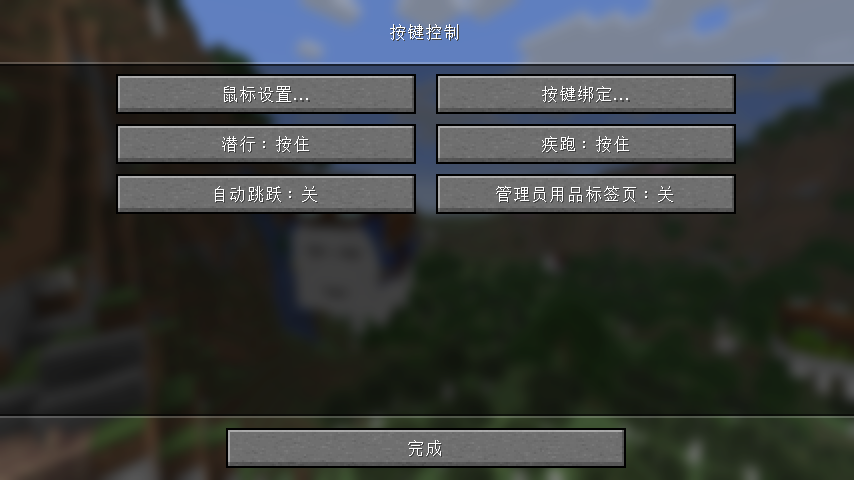 按键控制
鼠标设置...
按键绑定...
潜行：按住
疾跑：按住
自动跳跃：关
管理员用品标签页：关
完成